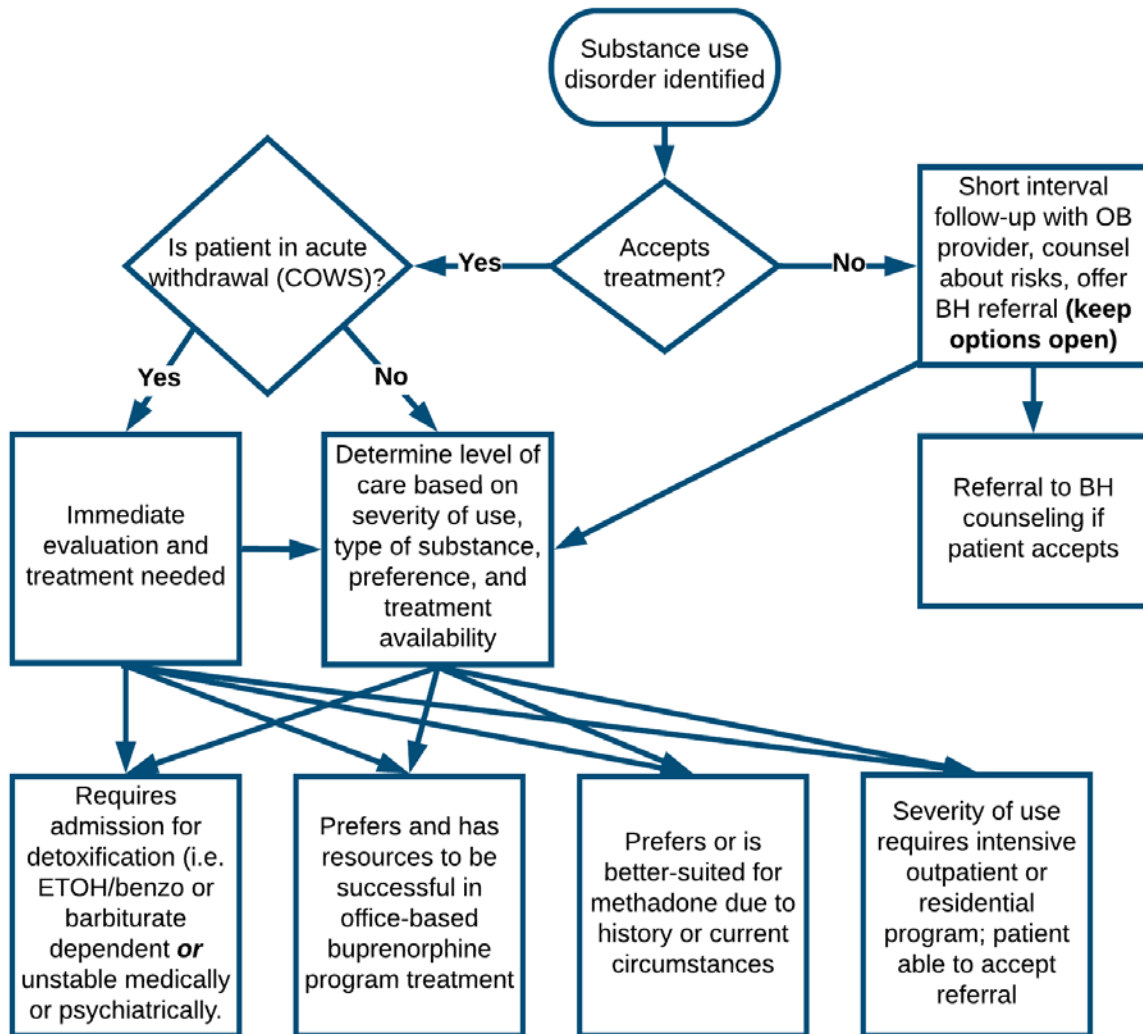 Substance use
disorder identified
Accepts
treatment?
Yes
No
Is patient in acute
withdrawal (COWS)?
Short interval
follow-up with OB
provider, counsel
about risks, offer
BH referral (keep
options open)
Yes
No
Immediate
evaluation and
treatment needed
Determine level of
care based on
severity of use,
type of substance,
preference, and
treatment
availability
Referral to BH
counseling if
patient accepts
Requires
admission for
detoxification (i.e.
ETOH/benzo or
barbiturate
dependent or
unstable medically
or psychiatrically.
Prefers and has
resources to be
successful in
office-based
buprenorphine
program treatment
Prefers or is
better-suited for
methadone due to
history or current
circumstances
Severity of use
requires intensive
outpatient or
residential
program; patient
able to accept
referral